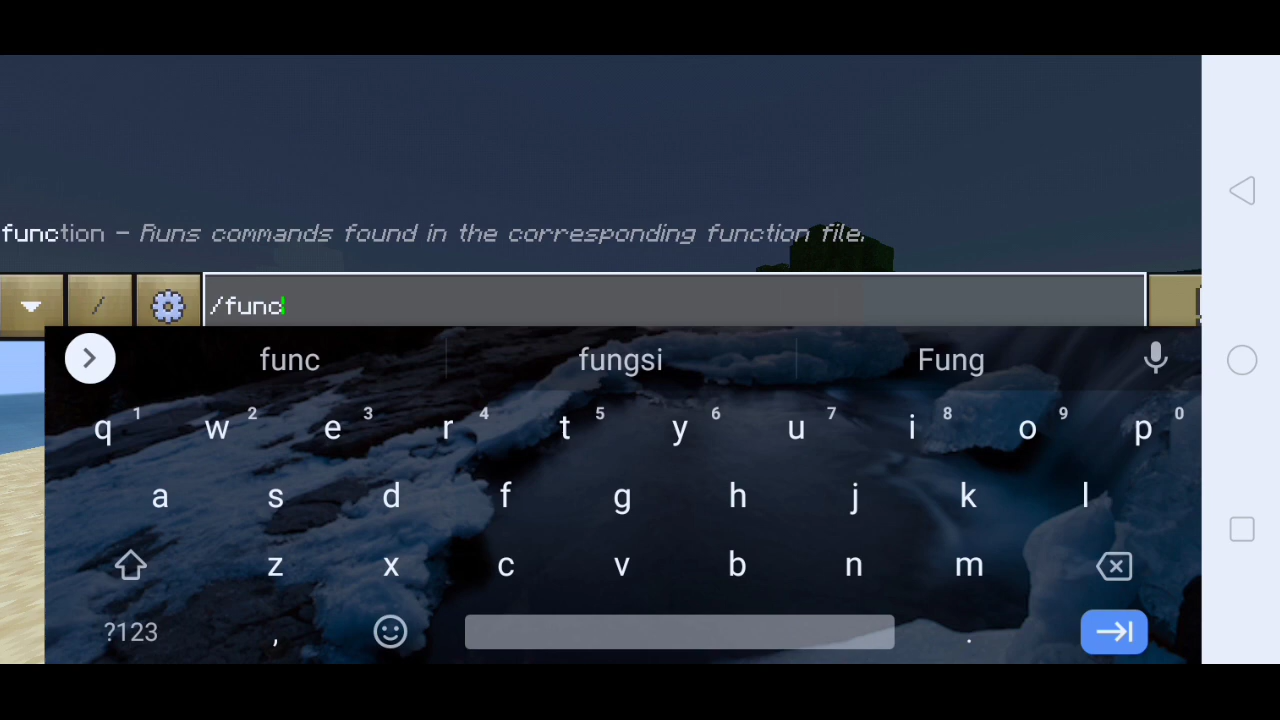 function – Runs commands found in the corresponding function file.
/ /func
func fungsi Fung
q 1 w 2 e 3 r 4 t 5 y 6 u 7 i 8 o 9 p 0
a s d f g h j k l
z x c v b n m
?123 , .